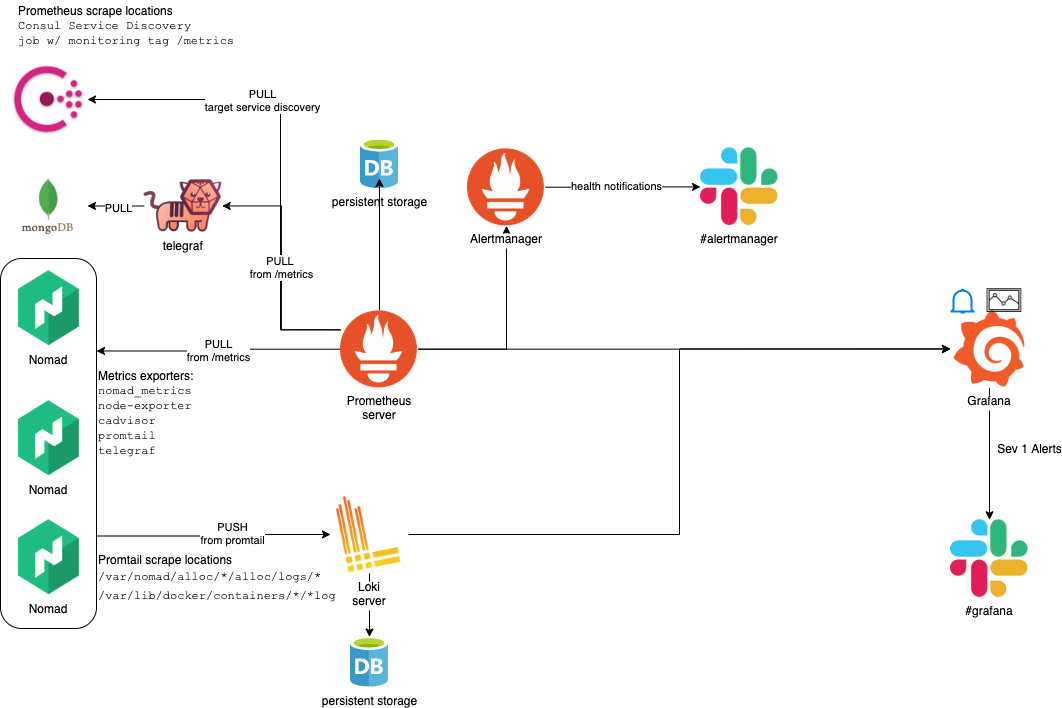 Prometheus scrape locations
Consul Service Discovery
job w/ monitoring tag /metrics
PULL
target service discovery
DB
persistent storage
health notifications
Alertmanager
#alertmanager
mongoDB
PULL
telegraf
PULL
from /metrics
Nomad
PULL
from /metrics
Prometheus
server
Grafana
Metrics exporters:
nomad_metrics
node-exporter
cadvisor
promtail
telegraf
Nomad
Sev 1 Alerts
PUSH
from promtail
Promtail scrape locations
/var/nomad/alloc/*/alloc/logs/*
/var/lib/docker/containers/*/*log
Nomad
Loki
server
#grafana
DB
persistent storage